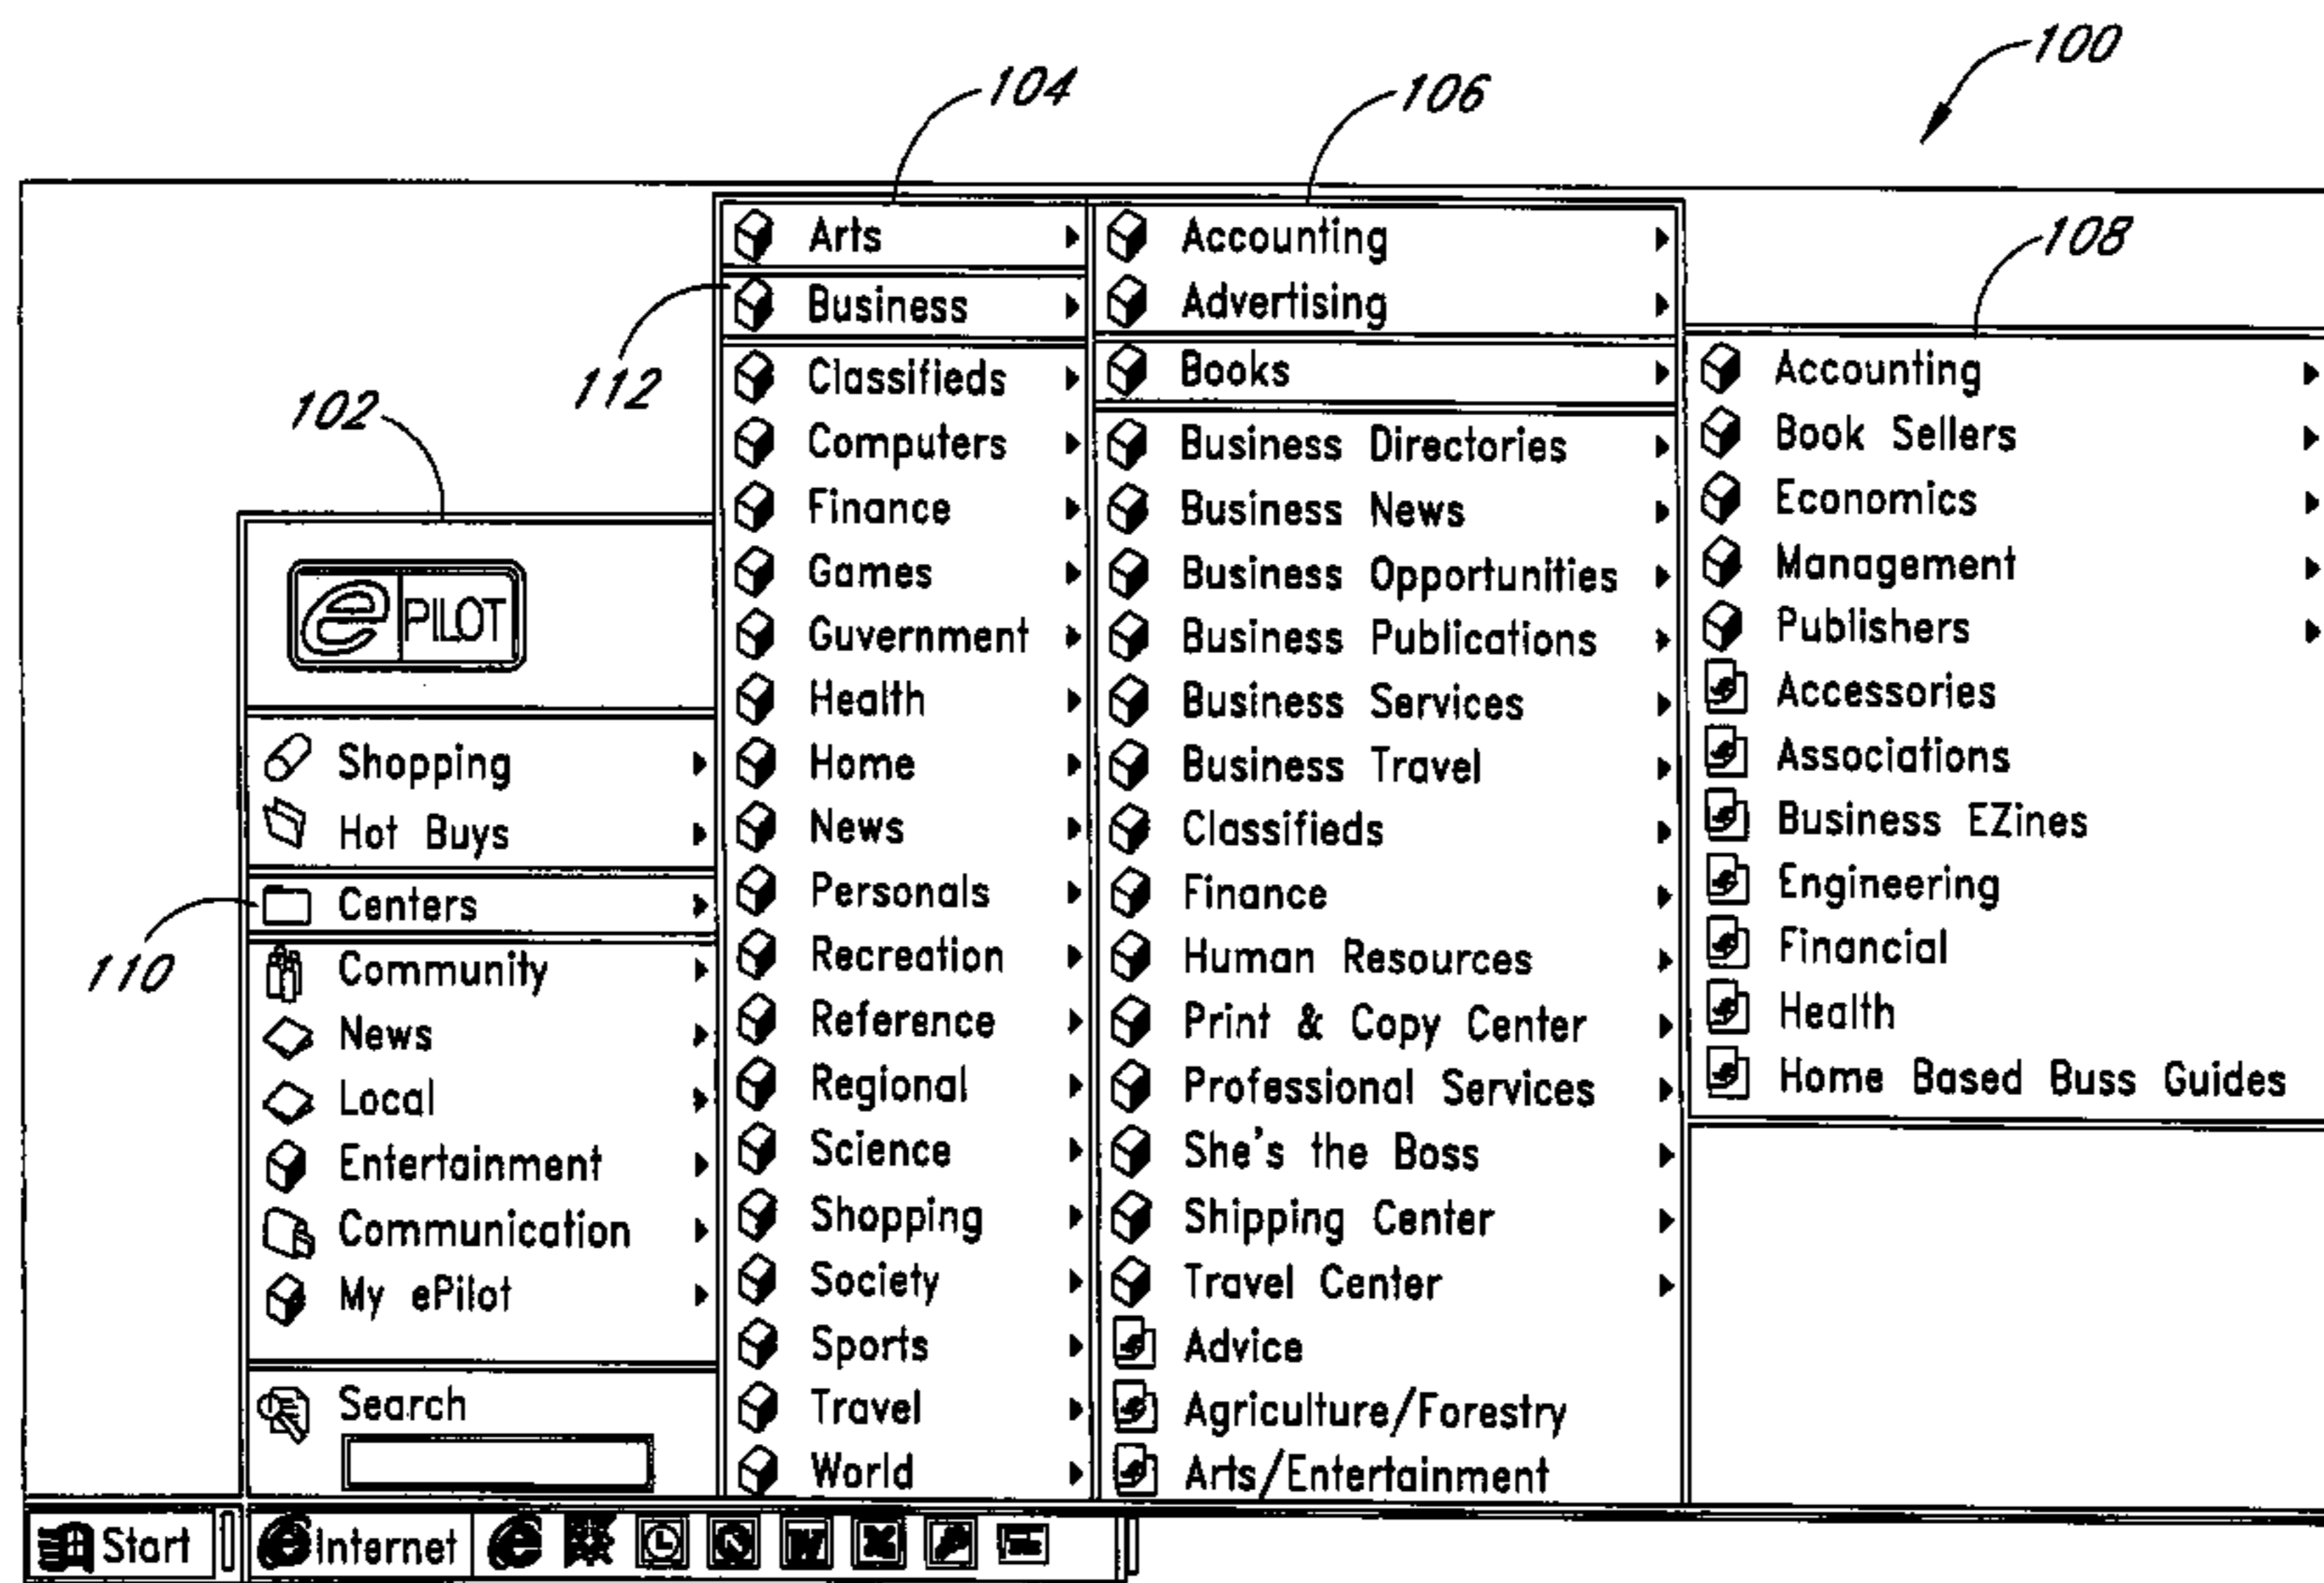 100
104
106
108
112
102
110
e PILOT
Shopping
Hot Buys
Centers
Community
News
Local
Entertainment
Communication
My ePilot
Search
Arts
Business
Classifieds
Computers
Finance
Games
Guvernment
Health
Home
News
Personals
Recreation
Reference
Regional
Science
Shopping
Society
Sports
Travel
World
Accounting
Advertising
Books
Business Directories
Business News
Business Opportunities
Business Publications
Business Services
Business Travel
Classifieds
Finance
Human Resources
Print & Copy Center
Professional Services
She's the Boss
Shipping Center
Travel Center
Advice
Agriculture/Forestry
Arts/Entertainment
Accounting
Book Sellers
Economics
Management
Publishers
Accessories
Associations
Business EZines
Engineering
Financial
Health
Home Based Buss Guides
Start
Internet